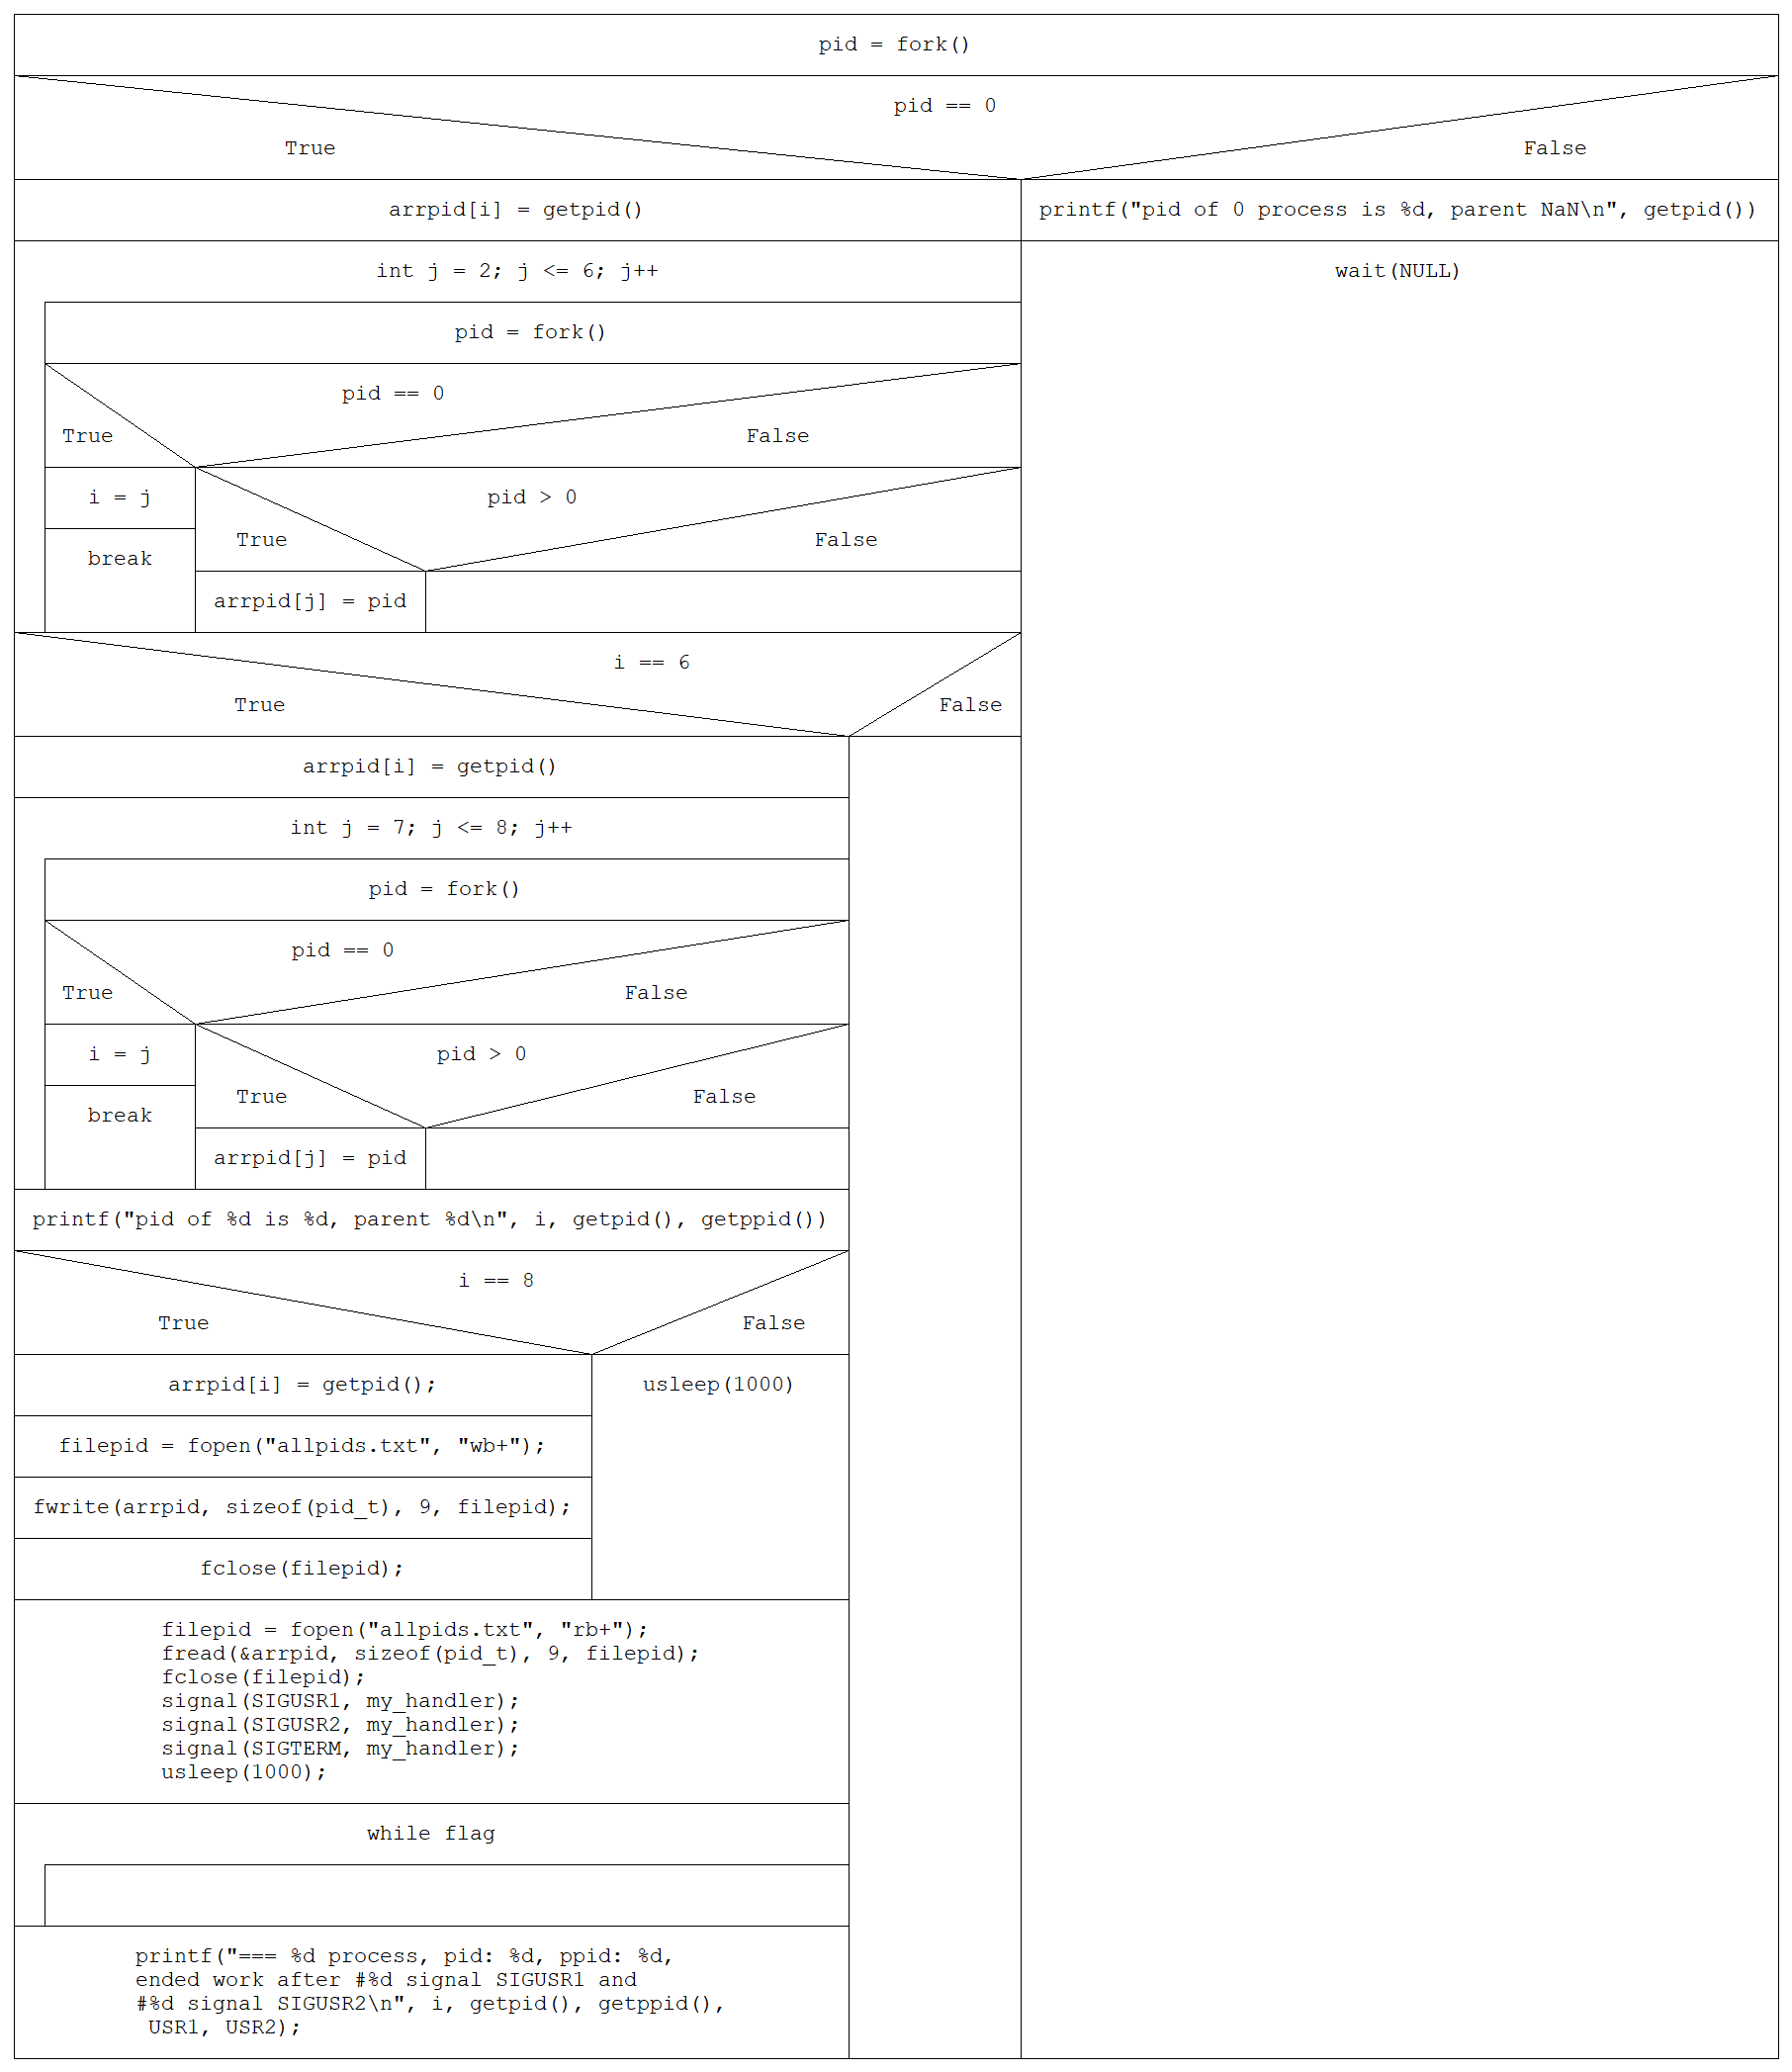 pid = fork()
pid == 0
True
False
arrpid[i] = getpid()
printf("pid of 0 process is %d, parent NaN\n", getpid())
int j = 2; j <= 6; j++
wait(NULL)
pid = fork()
pid == 0
True
False
i = j
pid > 0
True
False
break
arrpid[j] = pid
i == 6
True
False
arrpid[i] = getpid()
int j = 7; j <= 8; j++
pid = fork()
pid == 0
True
False
i = j
pid > 0
True
False
break
arrpid[j] = pid
printf("pid of %d is %d, parent %d\n", i, getpid(), getppid())
i == 8
True
False
arrpid[i] = getpid();
usleep(1000)
filepid = fopen("allpids.txt", "wb+");
fwrite(arrpid, sizeof(pid_t), 9, filepid);
fclose(filepid);
filepid = fopen("allpids.txt", "rb+");
fread(&arrpid, sizeof(pid_t), 9, filepid);
fclose(filepid);
signal(SIGUSR1, my_handler);
signal(SIGUSR2, my_handler);
signal(SIGTERM, my_handler);
usleep(1000);
while flag
printf("=== %d process, pid: %d, ppid: %d,
ended work after #%d signal SIGUSR1 and
#%d signal SIGUSR2\n", i, getpid(), getppid(),
USR1, USR2);